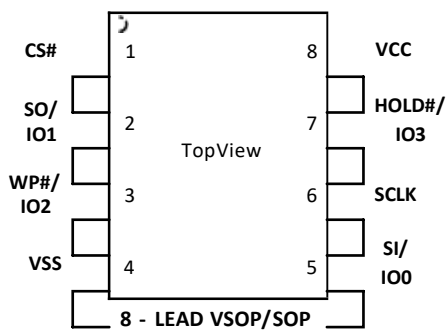 CS# 1 8 VCC
SO/ HOLD#/
IO1 2 7 IO3
TopView
WP#/
IO2 3 6 SCLK
SI/
VSS 4 5 IO0
8 - LEAD VSOP/SOP